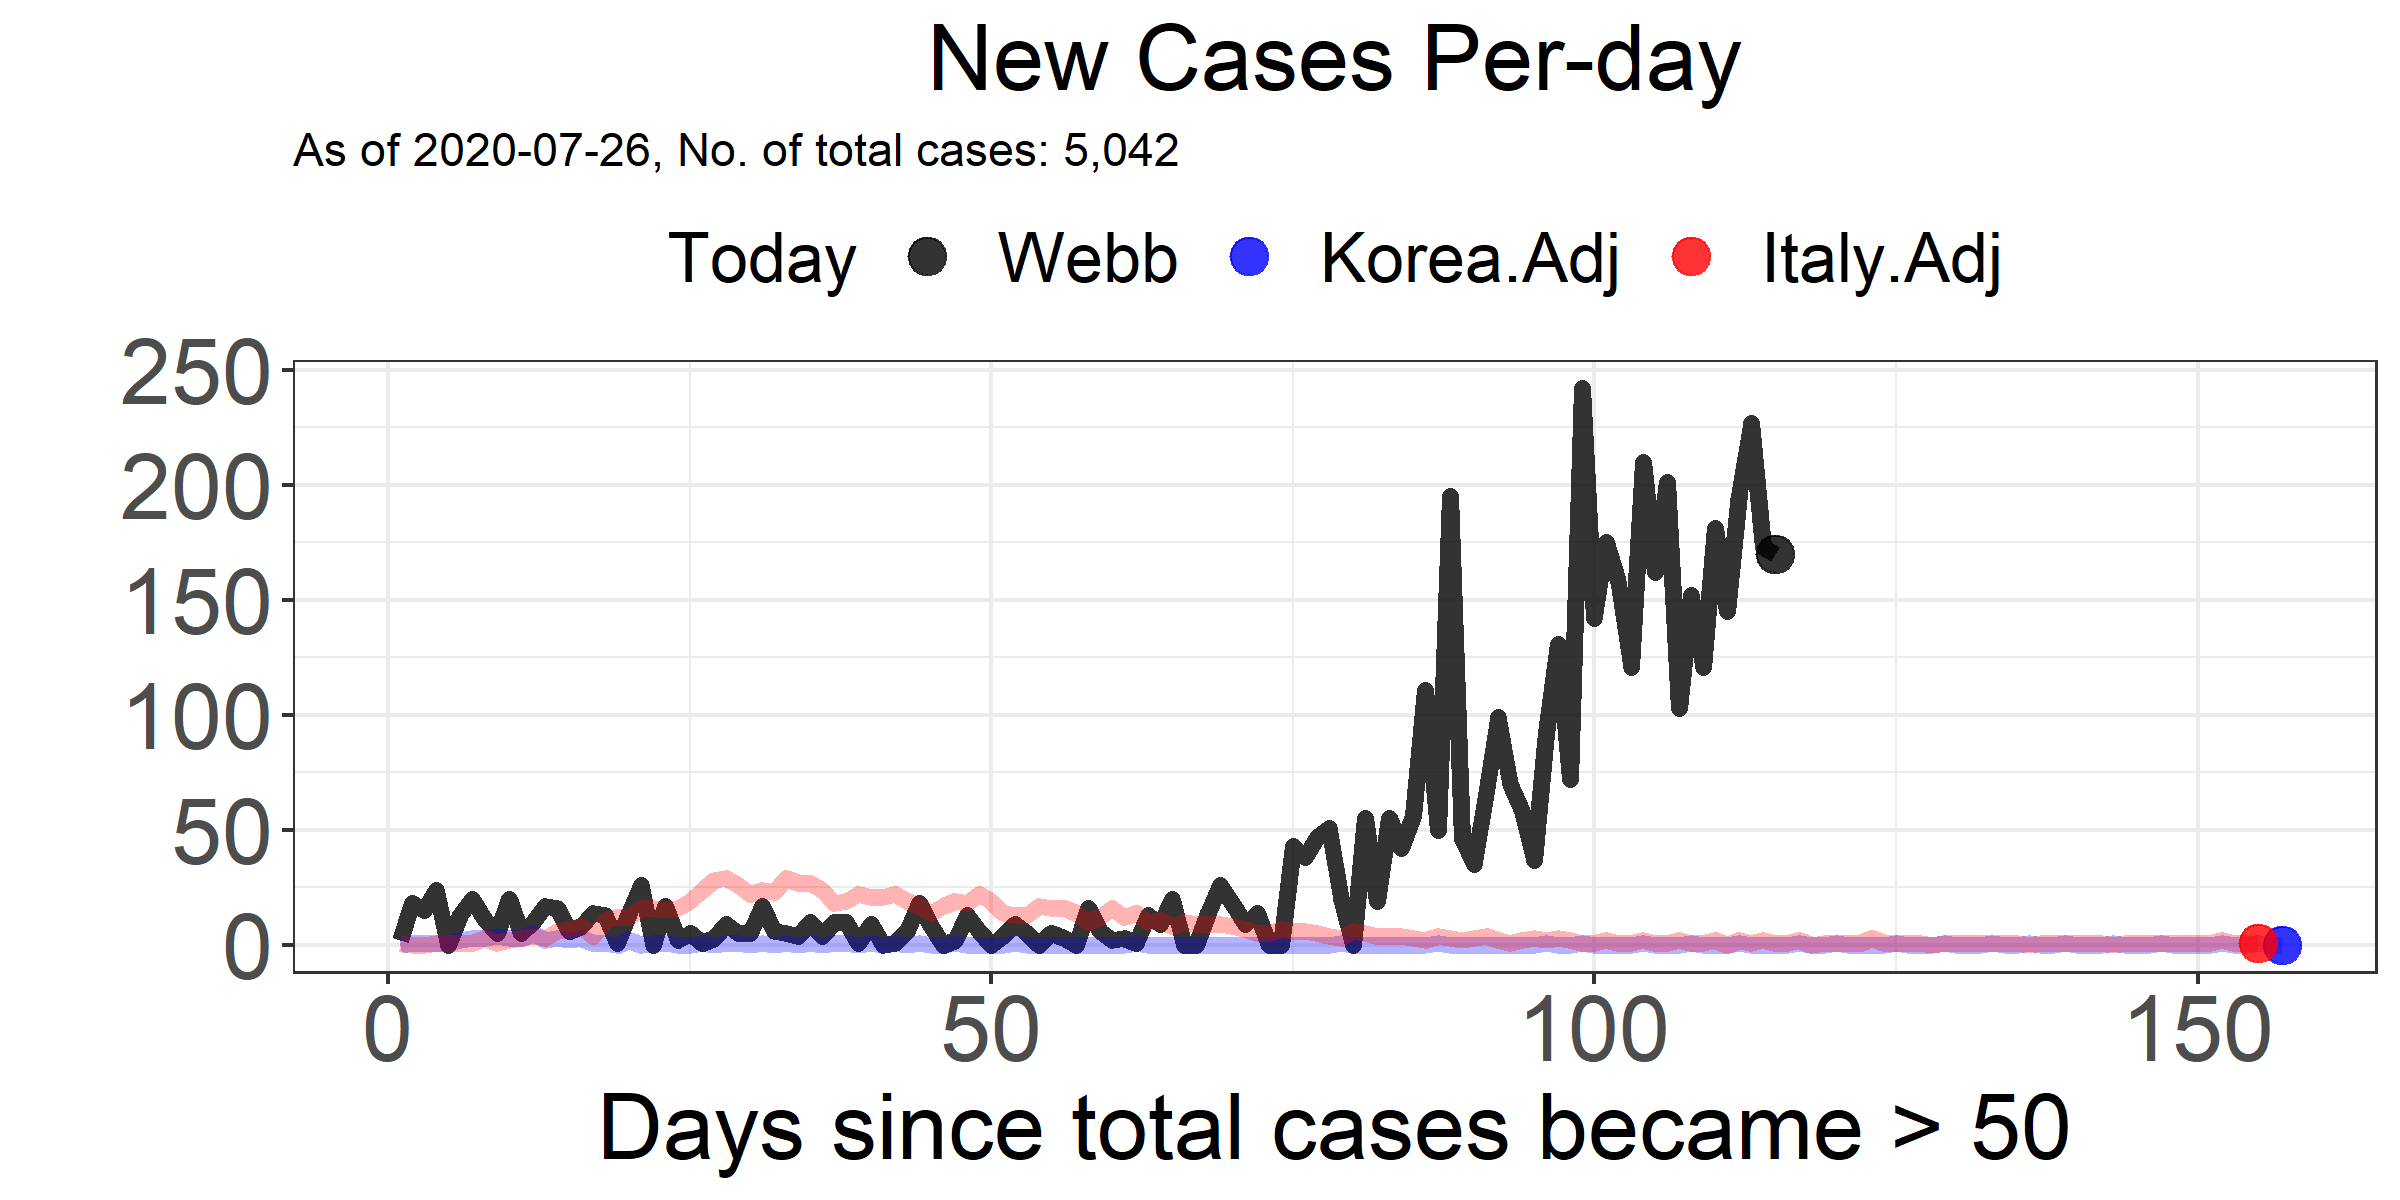 New Cases Per-day
As of 2020-07-26, No. of total cases: 5,042
Today Webb Korea.Adj Italy.Adj
250
200
150
100
50
0
0 50 100 150
Days since total cases became > 50